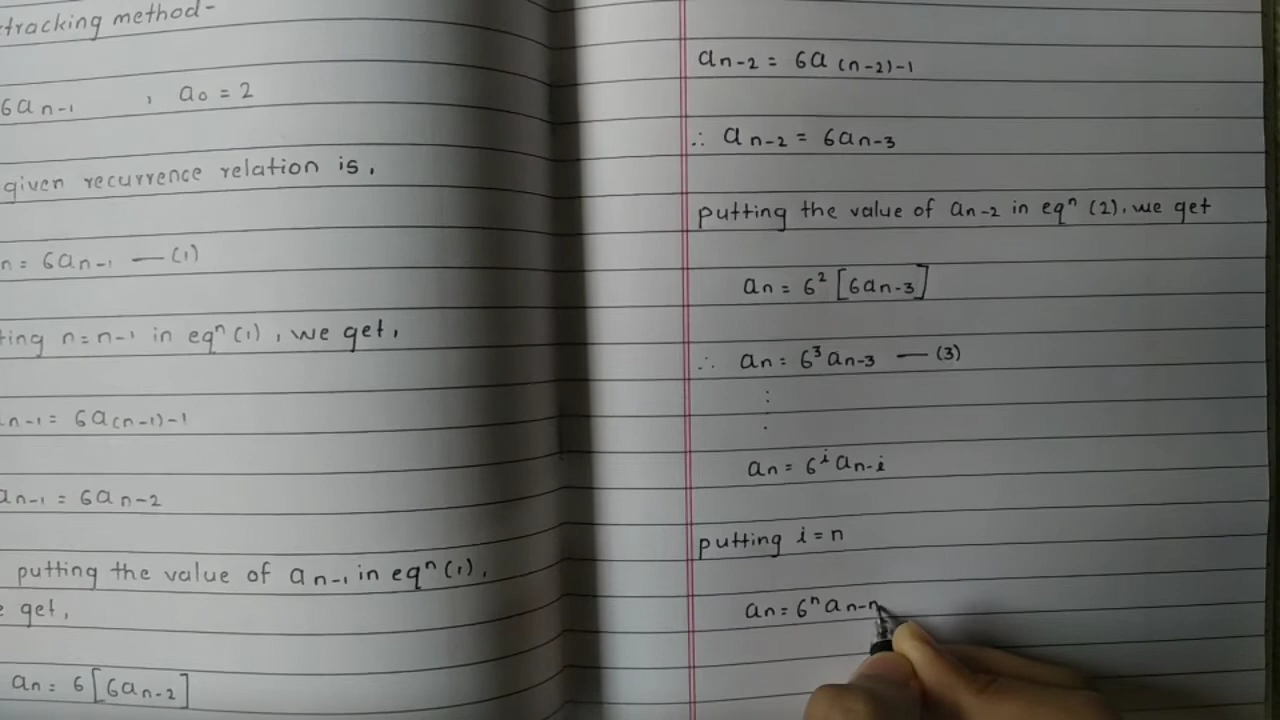 tracking method-
6an-1 , a0 = 2
given recurrence relation is,
n = 6an-1 — (1)
ting n=n-1 in eqⁿ (1), we get,
n-1 = 6a(n-1)-1
an-1 = 6an-2
putting the value of an-1 in eqⁿ (1),
get,
an = 6[6an-2]
an-2 = 6a(n-2)-1
∴ an-2 = 6an-3
putting the value of an-2 in eqⁿ (2), we get
an = 6²[6an-3]
∴ an = 6³an-3 — (3)
⋮
an = 6ⁱan-i
putting i = n
an = 6ⁿan-n